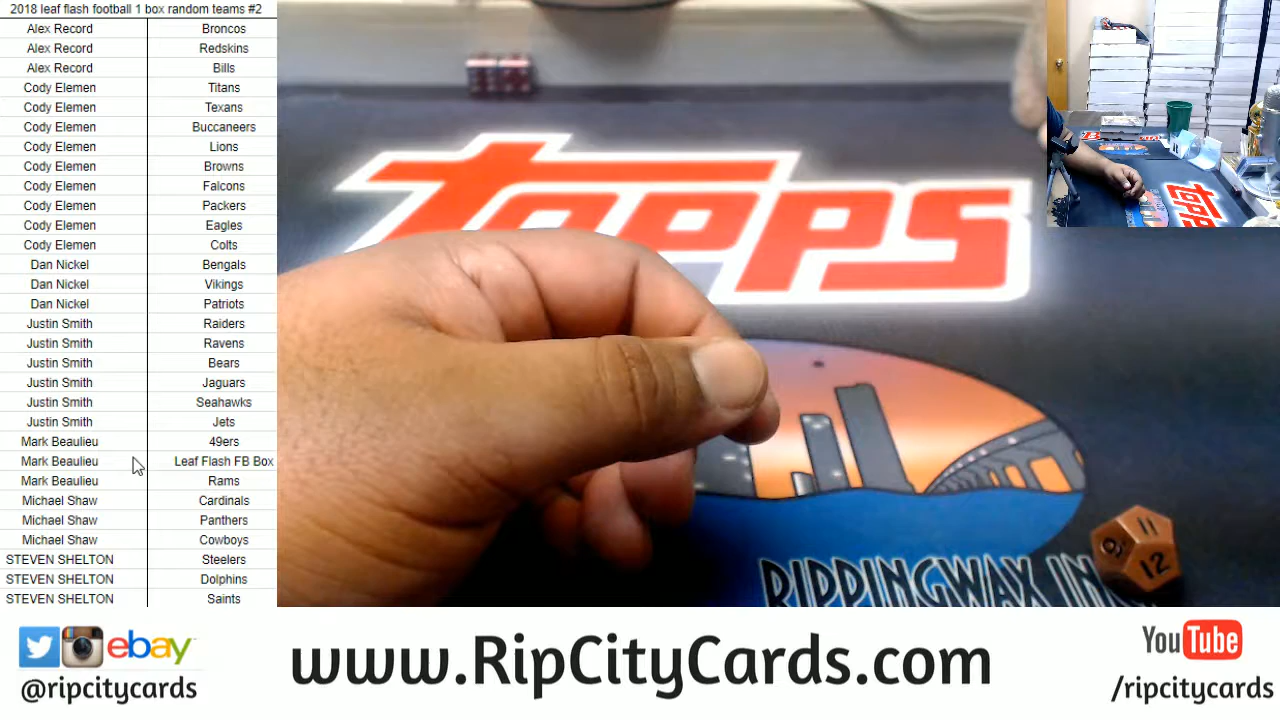 2018 leaf flash football 1 box random teams #2
Alex Record Broncos
Alex Record Redskins
Alex Record Bills
Cody Elemen Titans
Cody Elemen Texans
Cody Elemen Buccaneers
Cody Elemen Lions
Cody Elemen Browns
Cody Elemen Falcons
Cody Elemen Packers
Cody Elemen Eagles
Cody Elemen Colts
Dan Nickel Bengals
Dan Nickel Vikings
Dan Nickel Patriots
Justin Smith Raiders
Justin Smith Ravens
Justin Smith Bears
Justin Smith Jaguars
Justin Smith Seahawks
Justin Smith Jets
Mark Beaulieu 49ers
Mark Beaulieu Leaf Flash FB Box
Mark Beaulieu Rams
Michael Shaw Cardinals
Michael Shaw Panthers
Michael Shaw Cowboys
STEVEN SHELTON Steelers
STEVEN SHELTON Dolphins
STEVEN SHELTON Saints
topps
RIPPINGWAX
11
12
ebay
@ripcitycards
www.RipCityCards.com
YouTube
/ripcitycards